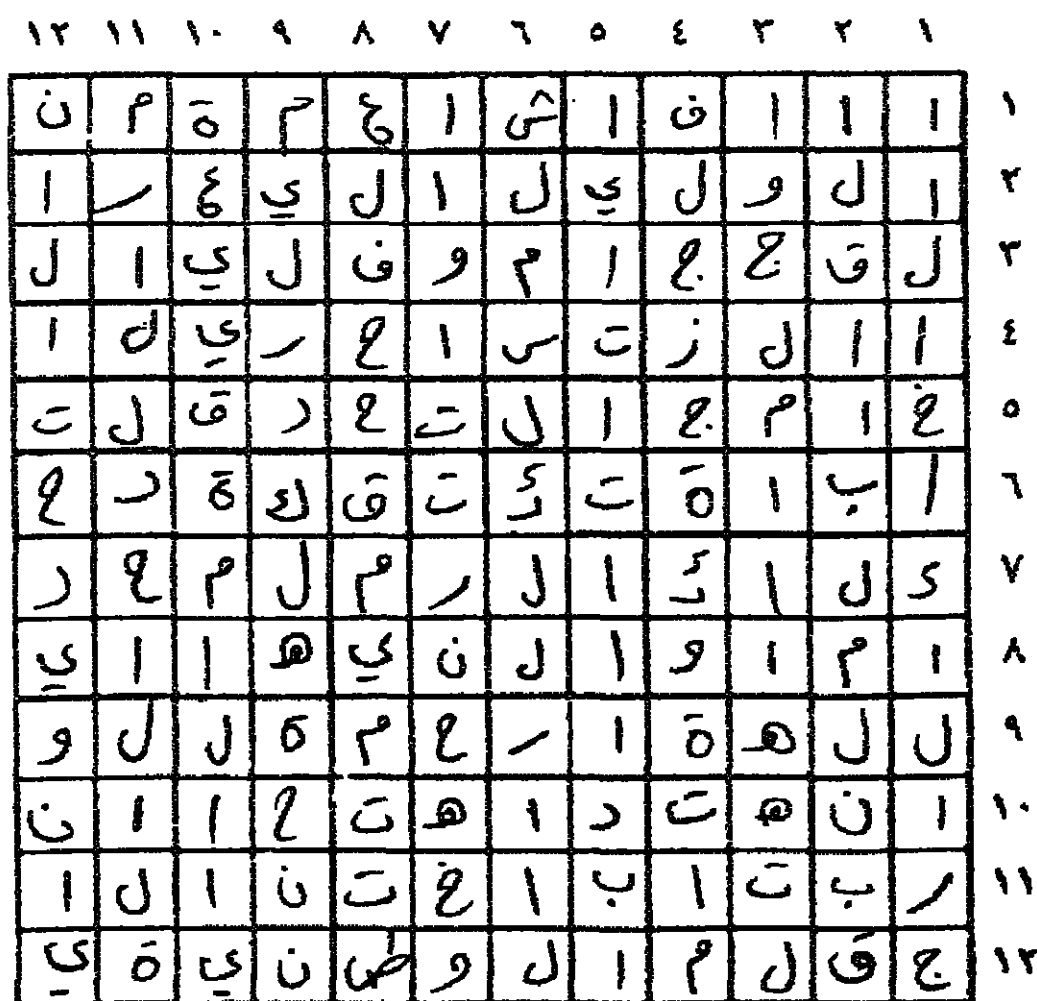 ١ ٢ ٣ ٤ ٥ ٦ ٧ ٨ ٩ ١٠ ١١ ١٢
١ ا ا ا ف ا ش ا ع م ة م ن
٢ ا ل و ل ي ل ا ل ي ع ر ا
٣ ل ق ج ج ا م و ف ل ي ا ل
٤ ا ا ل ز ت س ا ح ر ي ك ا
٥ خ ا م ج ا ل ت ح د ق ل ت
٦ ا ب ا ة ت ئ ت ق ك ة د ح
٧ ك ل ا ئ ا ل ر م ل م ح د
٨ ا م ا و ا ل ن ي ه ا ا ي
٩ ل ل ه ة ا ر ح م ة ل ل و
١٠ ا ن ه ت د ا ه ت ح ا ا ن
١١ ر ب ت ا ب ا خ ت ن ا ل ا
١٢ ج ق ل م ا ل و ط ن ي ة ي